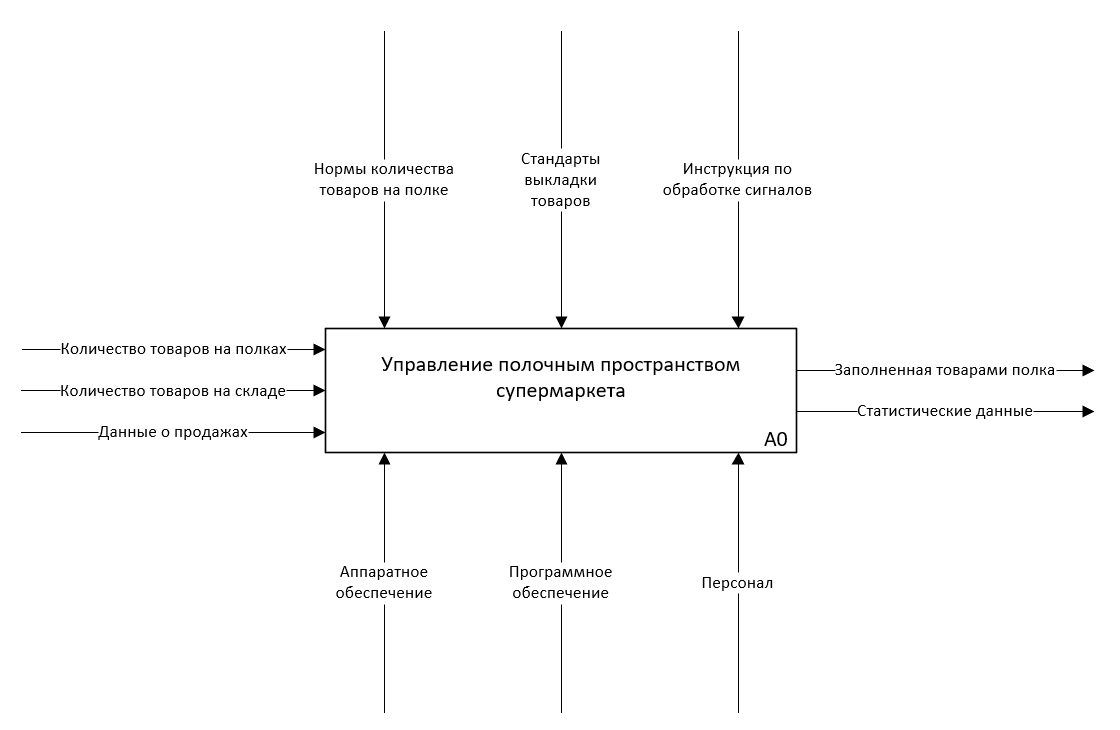 Нормы количества
товаров на полке
Стандарты
выкладки
товаров
Инструкция по
обработке сигналов
Количество товаров на полках
Количество товаров на складе
Данные о продажах
Управление полочным пространством
супермаркета
A0
Заполненная товарами полка
Статистические данные
Аппаратное
обеспечение
Программное
обеспечение
Персонал